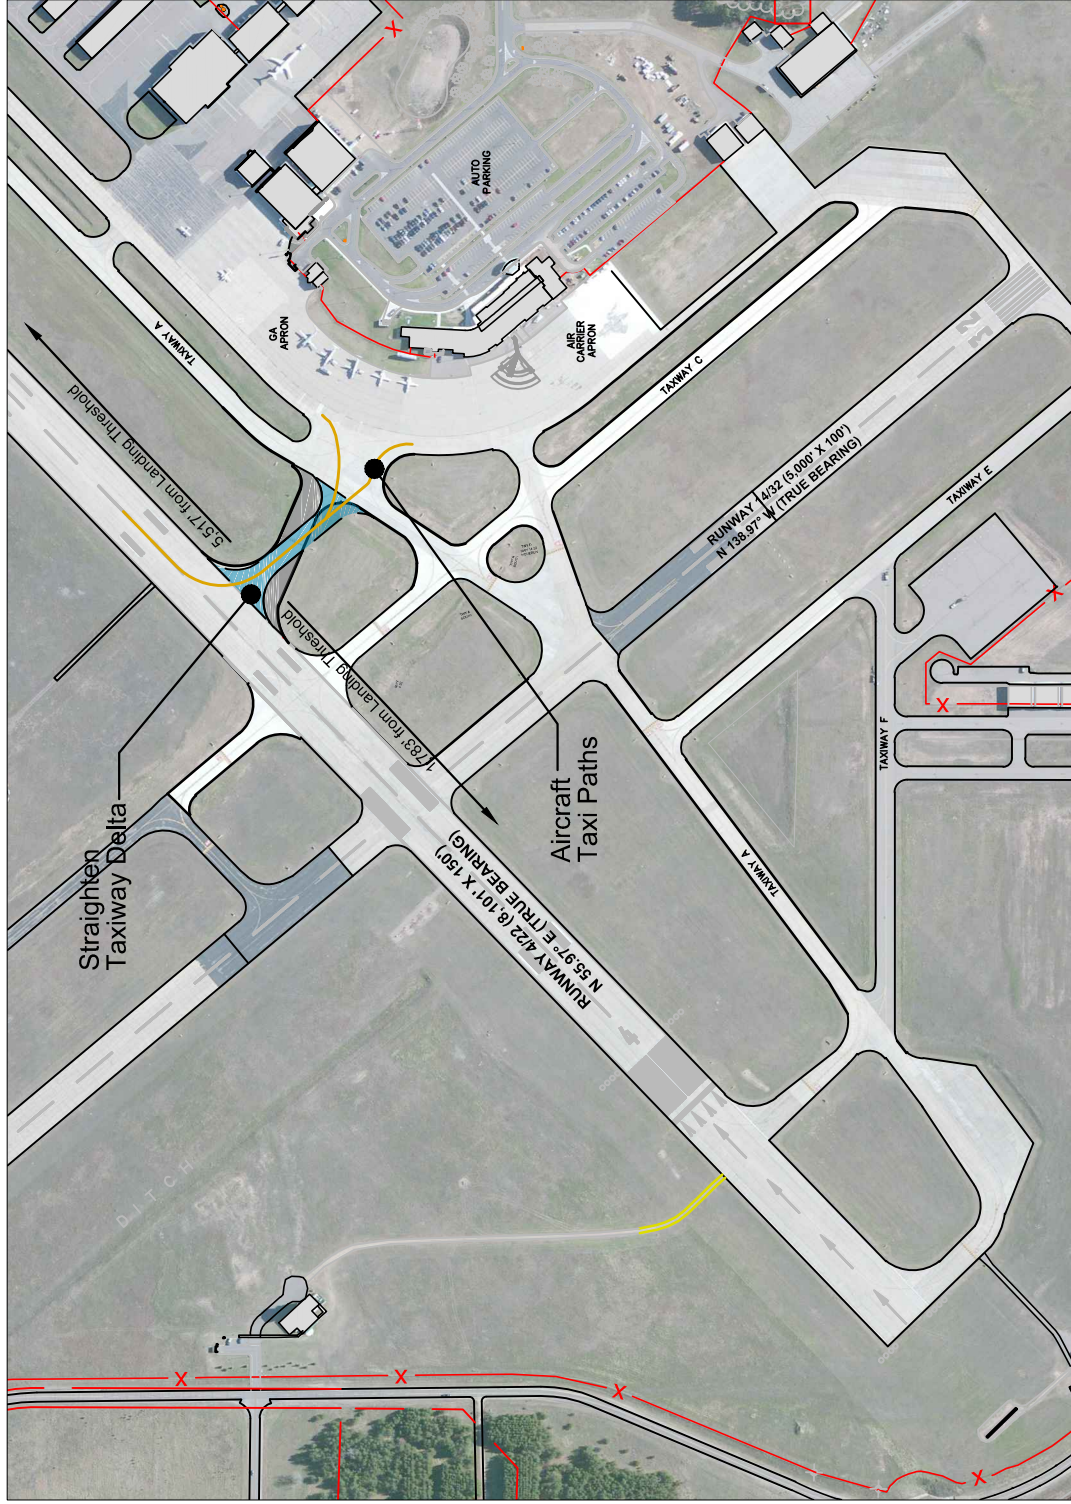 AUTO
PARKING
TAXIWAY A
GA
APRON
AIR
CARRIER
APRON
TAXIWAY C
5,517' from Landing Threshold
RUNWAY 14/32 (5,000' X 100')
N 138.97° W (TRUE BEARING)
TAXIWAY E
1,783' from Landing Threshold
Straighten
Taxiway Delta
Aircraft
Taxi Paths
TAXIWAY F
RUNWAY 4/22 (8,101' X 150')
N 55.97° E (TRUE BEARING)
TAXIWAY A
4
DITCH
X
X
X
X
X
X
X